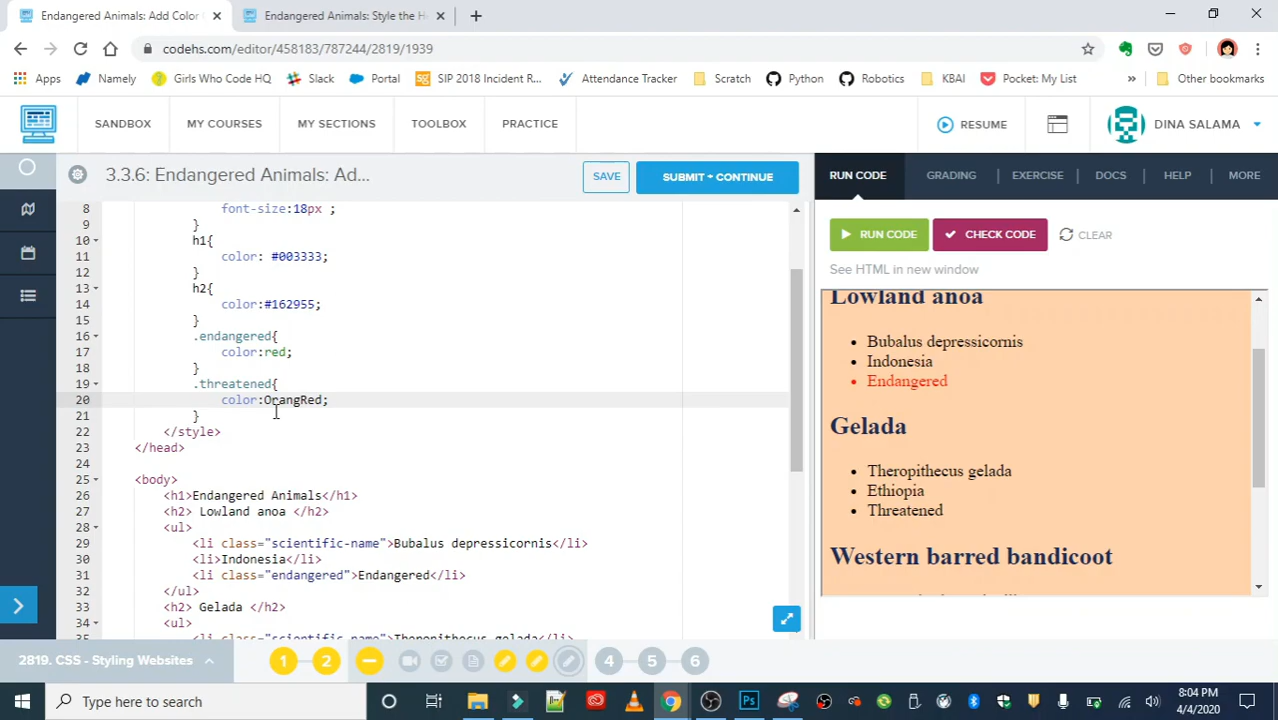 Endangered Animals: Add Color
Endangered Animals: Style the He
codehs.com/editor/458183/787244/2819/1939
Apps Namely Girls Who Code HQ Slack Portal SIP 2018 Incident R... Attendance Tracker Scratch Python Robotics KBAI Pocket: My List » Other bookmarks
SANDBOX MY COURSES MY SECTIONS TOOLBOX PRACTICE RESUME DINA SALAMA
3.3.6: Endangered Animals: Ad... SAVE SUBMIT + CONTINUE
RUN CODE GRADING EXERCISE DOCS HELP MORE
8 font-size:18px ;
9 }
10 h1{
11 color: #003333;
12 }
13 h2{
14 color:#162955;
15 }
16 .endangered{
17 color:red;
18 }
19 .threatened{
20 color:OrangRed;
21 }
22 </style>
23 </head>
24
25 <body>
26 <h1>Endangered Animals</h1>
27 <h2> Lowland anoa </h2>
28 <ul>
29 <li class="scientific-name">Bubalus depressicornis</li>
30 <li>Indonesia</li>
31 <li class="endangered">Endangered</li>
32 </ul>
33 <h2> Gelada </h2>
34 <ul>
35 <li class="scientific-name">Theropithecus gelada</li>
RUN CODE CHECK CODE CLEAR
See HTML in new window
Lowland anoa
• Bubalus depressicornis
• Indonesia
• Endangered
Gelada
• Theropithecus gelada
• Ethiopia
• Threatened
Western barred bandicoot
2819. CSS - Styling Websites 1 2 4 5 6
Type here to search
8:04 PM
4/4/2020